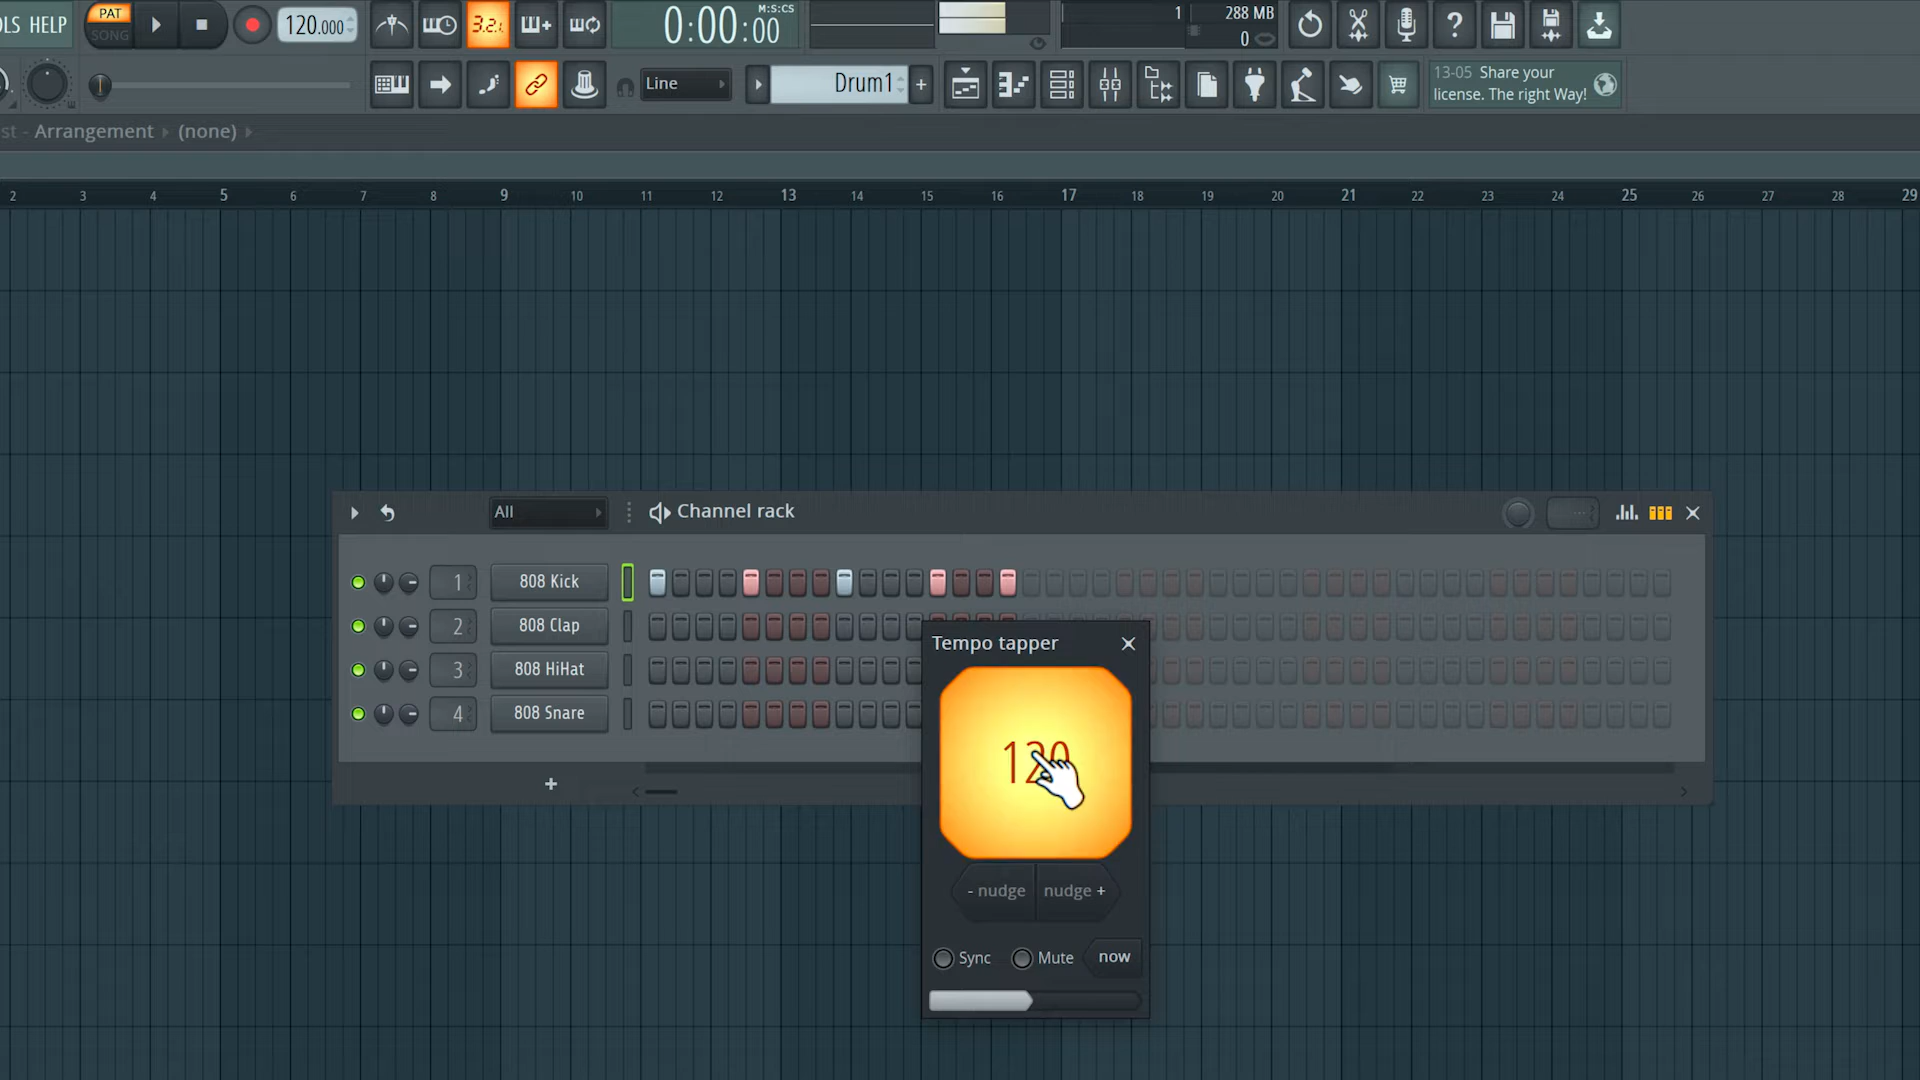 OLS HELP
PAT
SONG
120.000
3.2.1
0:00:00
M:S:CS
1
288 MB
0
Line
Drum1
+
13-05 Share your
license. The right Way!
st - Arrangement (none)
2 3 4 5 6 7 8 9 10 11 12 13 14 15 16 17 18 19 20 21 22 23 24 25 26 27 28 29
All
Channel rack
1 808 Kick
2 808 Clap
3 808 HiHat
4 808 Snare
+
Tempo tapper
120
- nudge nudge +
Sync Mute now